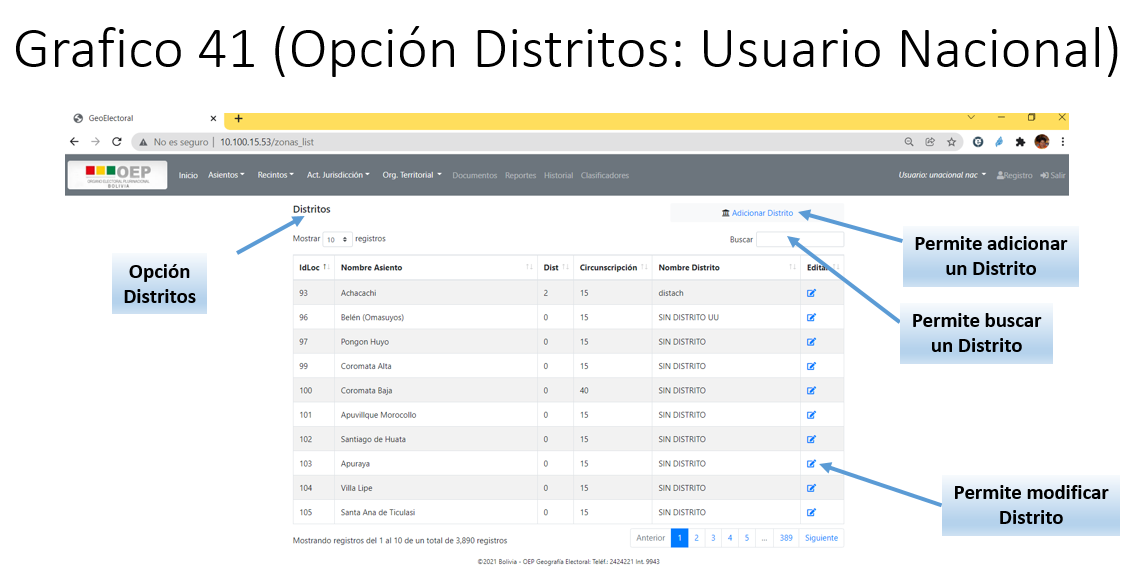 Grafico 41 (Opción Distritos: Usuario Nacional)
GeoElectoral
No es seguro | 10.100.15.53/zonas_list
OEP
ÓRGANO ELECTORAL PLURINACIONAL
BOLIVIA
Inicio Asientos Recintos Act. Jurisdicción Org. Territorial Documentos Reportes Historial Clasificadores Usuario: unacional nac Registro Salir
Distritos
Adicionar Distrito
Mostrar 10 registros
Buscar
IdLoc Nombre Asiento Dist Circunscripción Nombre Distrito Editar
93 Achacachi 2 15 distach
96 Belén (Omasuyos) 0 15 SIN DISTRITO UU
97 Pongon Huyo 0 15 SIN DISTRITO
99 Coromata Alta 0 15 SIN DISTRITO
100 Coromata Baja 0 40 SIN DISTRITO
101 Apuvillque Morocollo 0 15 SIN DISTRITO
102 Santiago de Huata 0 15 SIN DISTRITO
103 Apuraya 0 15 SIN DISTRITO
104 Villa Lipe 0 15 SIN DISTRITO
105 Santa Ana de Ticulasi 0 15 SIN DISTRITO
Mostrando registros del 1 al 10 de un total de 3,890 registros
Anterior 1 2 3 4 5 ... 389 Siguiente
©2021 Bolivia - OEP Geografía Electoral: Teléf.: 2424221 Int. 9943
Opción
Distritos
Permite adicionar
un Distrito
Permite buscar
un Distrito
Permite modificar
Distrito